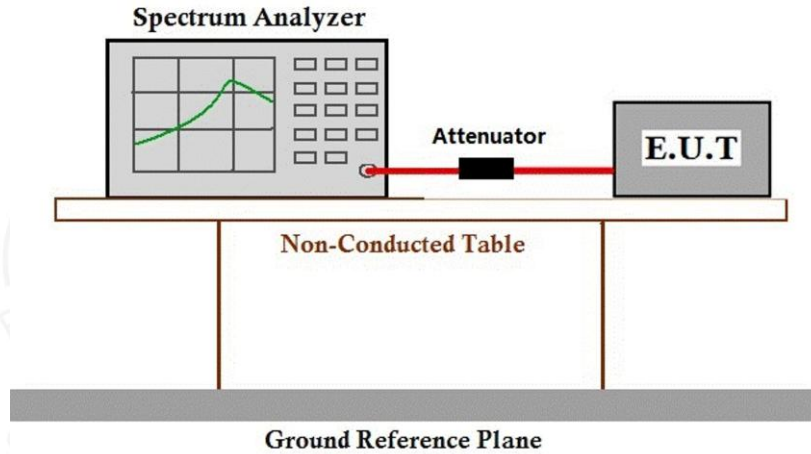 Spectrum Analyzer
Attenuator
E.U.T
Non-Conducted Table
Ground Reference Plane